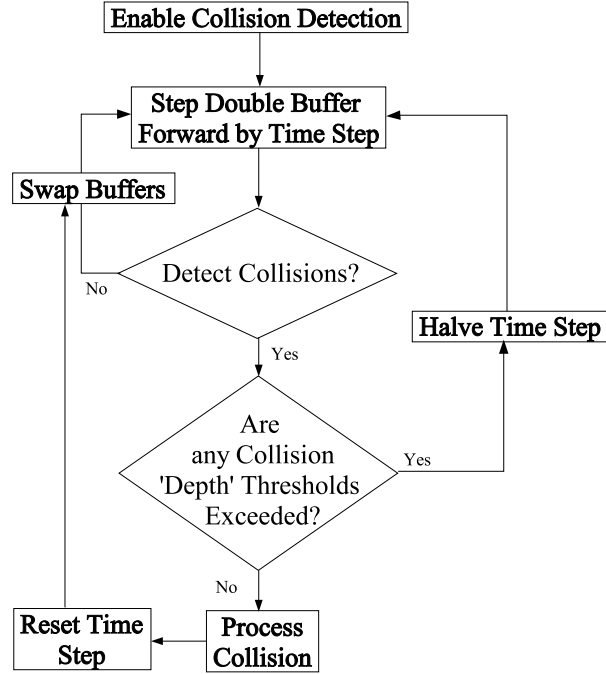 Enable Collision Detection
Step Double Buffer
Forward by Time Step
Swap Buffers
Detect Collisions?
No
Halve Time Step
Yes
Are
any Collision
'Depth' Thresholds
Exceeded?
Yes
No
Reset Time
Step
Process
Collision